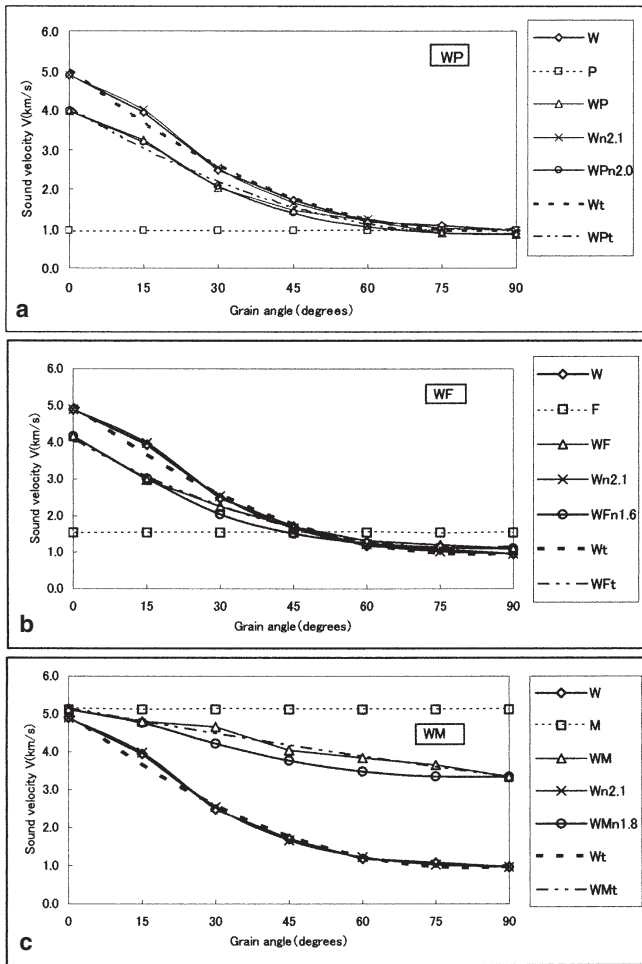 WP
6.0
5.0
4.0
3.0
2.0
1.0
0.0
Sound velocity V(km/s)
0 15 30 45 60 75 90
Grain angle(degrees)
W
P
WP
Wn2.1
WPn2.0
Wt
WPt
a
WF
6.0
5.0
4.0
3.0
2.0
1.0
0.0
Sound velocity V(km/s)
0 15 30 45 60 75 90
Grain angle(degrees)
W
F
WF
Wn2.1
WFn1.6
Wt
WFt
b
WM
6.0
5.0
4.0
3.0
2.0
1.0
0.0
Sound velocity V(km/s)
0 15 30 45 60 75 90
Grain angle(degrees)
W
M
WM
Wn2.1
WMn1.8
Wt
WMt
c